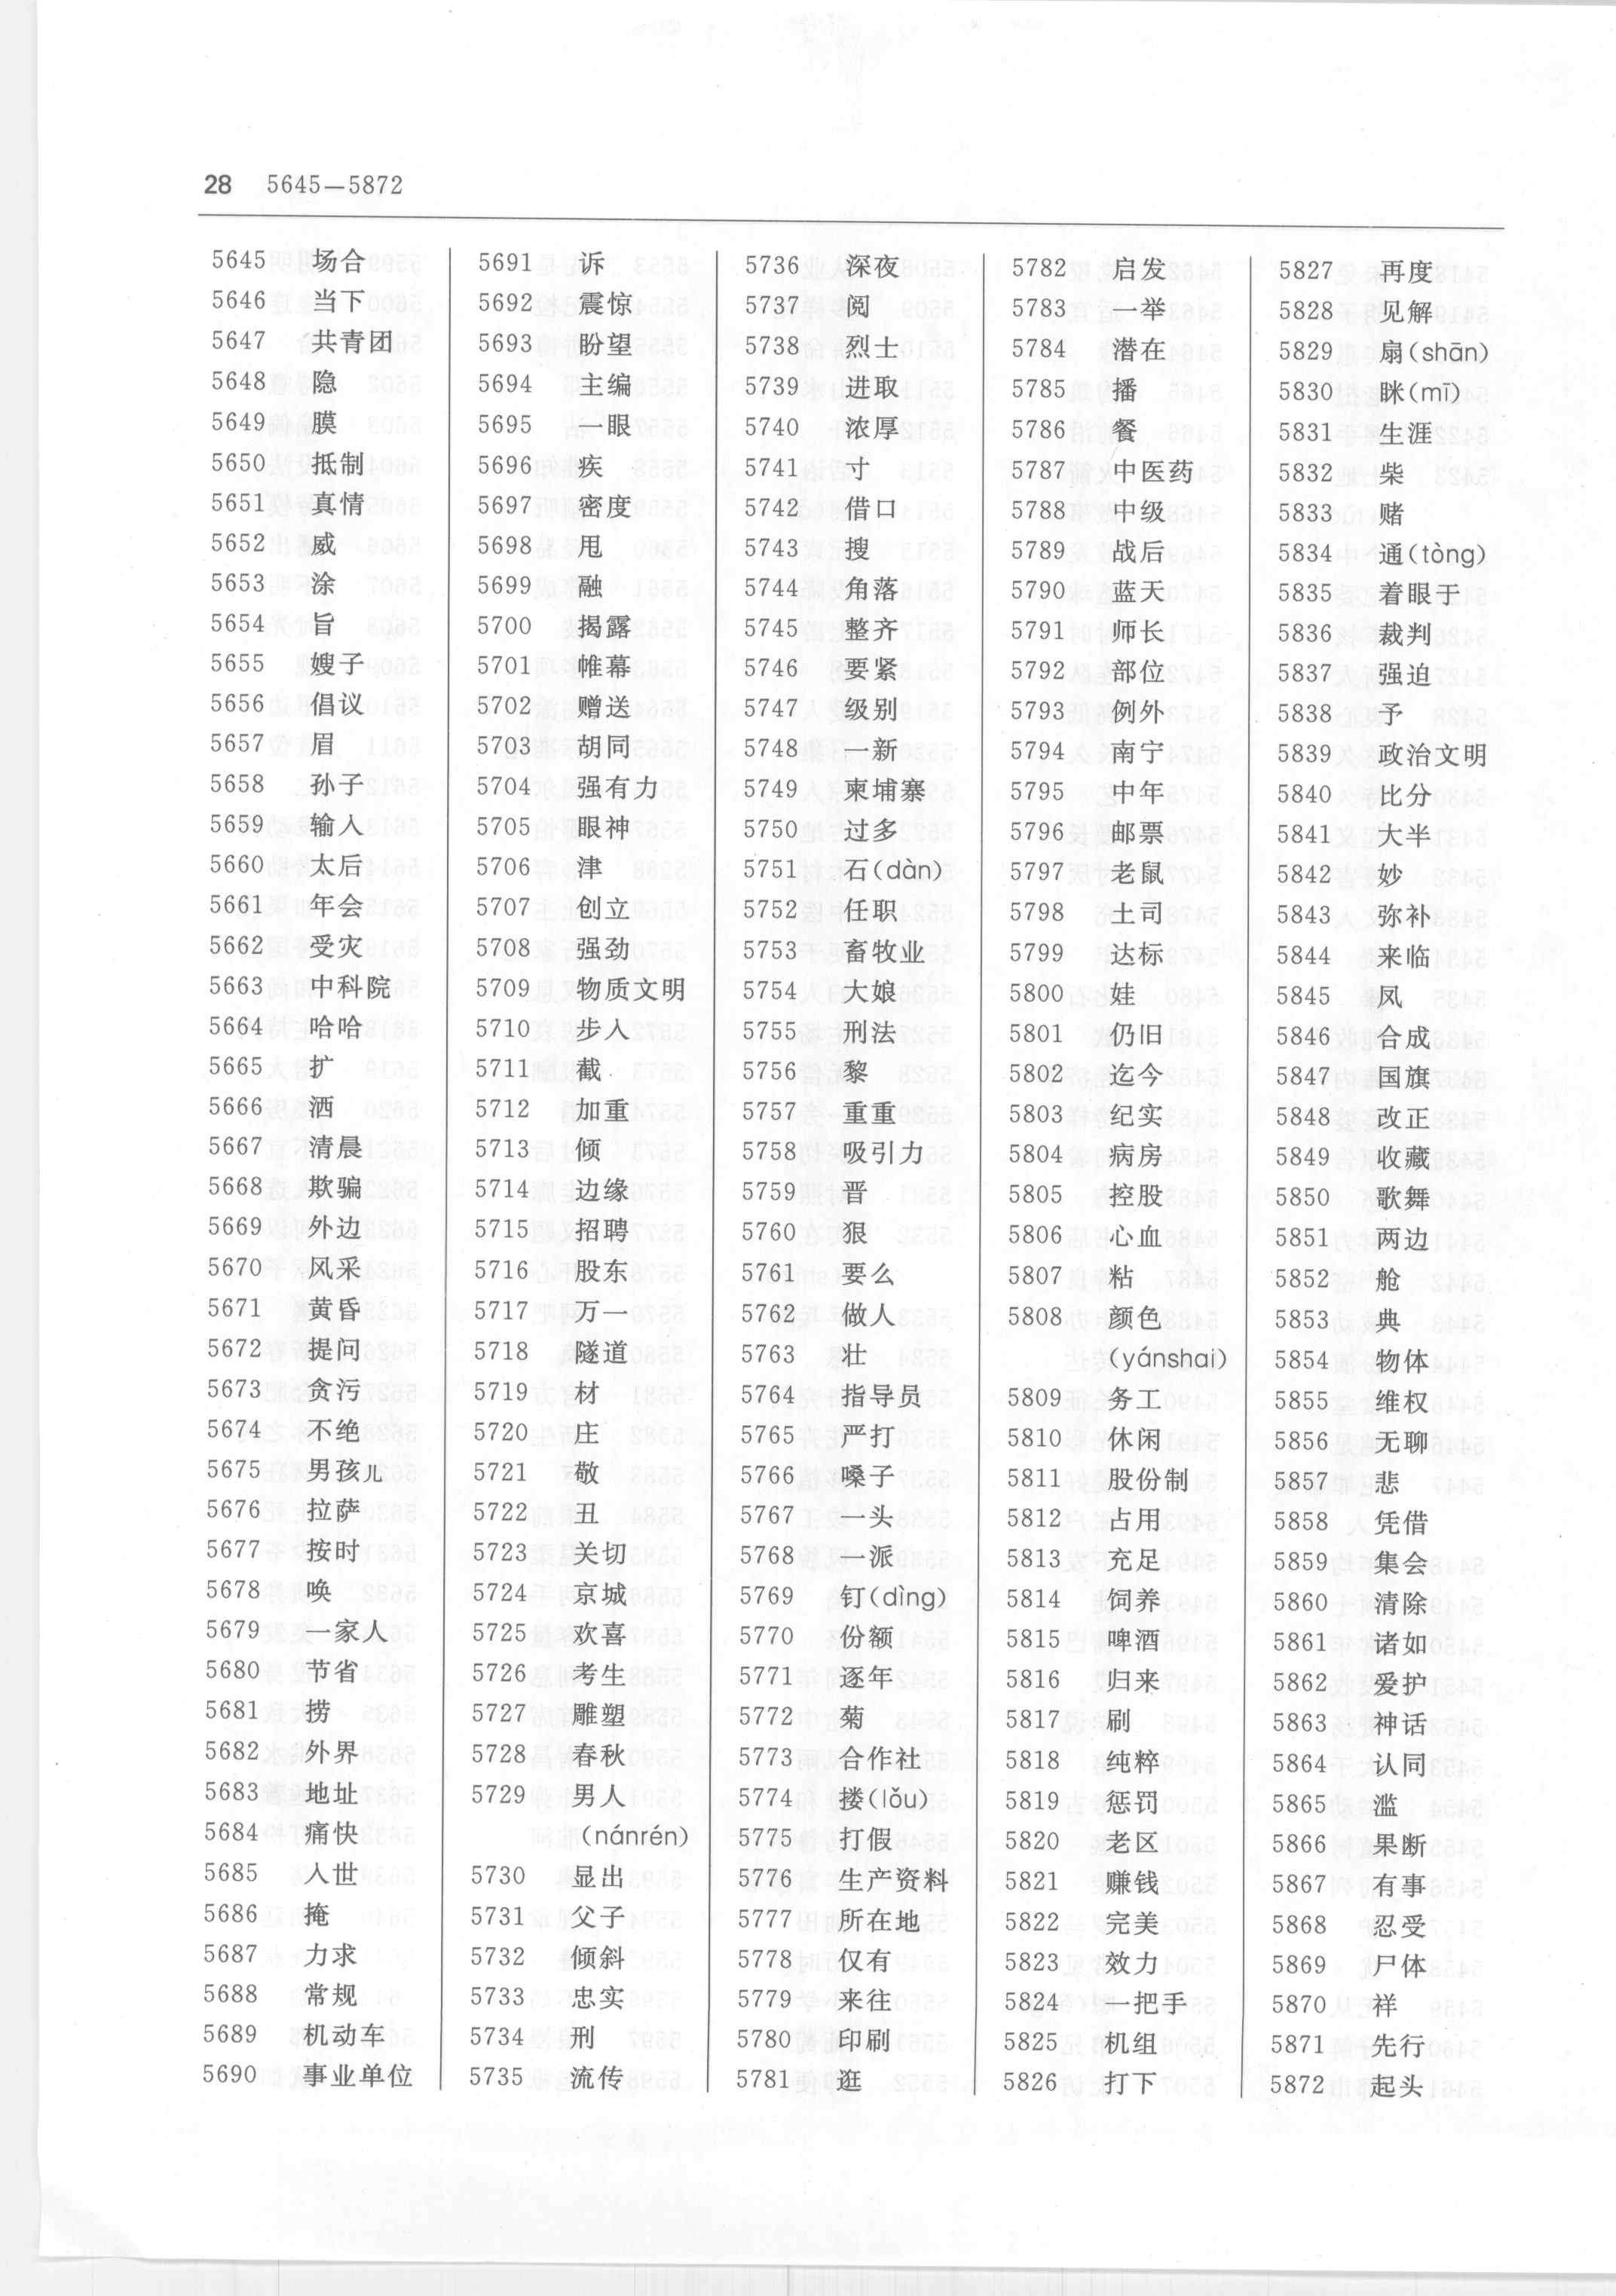 28 5645—5872
5645 场合
5646 当下
5647 共青团
5648 隐
5649 膜
5650 抵制
5651 真情
5652 威
5653 涂
5654 旨
5655 嫂子
5656 倡议
5657 眉
5658 孙子
5659 输入
5660 太后
5661 年会
5662 受灾
5663 中科院
5664 哈哈
5665 扩
5666 洒
5667 清晨
5668 欺骗
5669 外边
5670 风采
5671 黄昏
5672 提问
5673 贪污
5674 不绝
5675 男孩儿
5676 拉萨
5677 按时
5678 唤
5679 一家人
5680 节省
5681 捞
5682 外界
5683 地址
5684 痛快
5685 入世
5686 掩
5687 力求
5688 常规
5689 机动车
5690 事业单位
5691 诉
5692 震惊
5693 盼望
5694 主编
5695 一眼
5696 疾
5697 密度
5698 甩
5699 融
5700 揭露
5701 帷幕
5702 赠送
5703 胡同
5704 强有力
5705 眼神
5706 津
5707 创立
5708 强劲
5709 物质文明
5710 步入
5711 截
5712 加重
5713 倾
5714 边缘
5715 招聘
5716 股东
5717 万一
5718 隧道
5719 材
5720 庄
5721 敬
5722 丑
5723 关切
5724 京城
5725 欢喜
5726 考生
5727 雕塑
5728 春秋
5729 男人
(nánrén)
5730 显出
5731 父子
5732 倾斜
5733 忠实
5734 刑
5735 流传
5736 深夜
5737 阅
5738 烈士
5739 进取
5740 浓厚
5741 寸
5742 借口
5743 搜
5744 角落
5745 整齐
5746 要紧
5747 级别
5748 一新
5749 柬埔寨
5750 过多
5751 石(dàn)
5752 任职
5753 畜牧业
5754 大娘
5755 刑法
5756 黎
5757 重重
5758 吸引力
5759 晋
5760 狠
5761 要么
5762 做人
5763 壮
5764 指导员
5765 严打
5766 嗓子
5767 一头
5768 一派
5769 钉(dìng)
5770 份额
5771 逐年
5772 菊
5773 合作社
5774 搂(lǒu)
5775 打假
5776 生产资料
5777 所在地
5778 仅有
5779 来往
5780 印刷
5781 逛
5782 启发
5783 一举
5784 潜在
5785 播
5786 餐
5787 中医药
5788 中级
5789 战后
5790 蓝天
5791 师长
5792 部位
5793 例外
5794 南宁
5795 中年
5796 邮票
5797 老鼠
5798 土司
5799 达标
5800 娃
5801 仍旧
5802 迄今
5803 纪实
5804 病房
5805 控股
5806 心血
5807 粘
5808 颜色
(yánshai)
5809 务工
5810 休闲
5811 股份制
5812 占用
5813 充足
5814 饲养
5815 啤酒
5816 归来
5817 刷
5818 纯粹
5819 惩罚
5820 老区
5821 赚钱
5822 完美
5823 效力
5824 一把手
5825 机组
5826 打下
5827 再度
5828 见解
5829 扇(shān)
5830 眯(mī)
5831 生涯
5832 柴
5833 赌
5834 通(tòng)
5835 着眼于
5836 裁判
5837 强迫
5838 予
5839 政治文明
5840 比分
5841 大半
5842 妙
5843 弥补
5844 来临
5845 凤
5846 合成
5847 国旗
5848 改正
5849 收藏
5850 歌舞
5851 两边
5852 舱
5853 典
5854 物体
5855 维权
5856 无聊
5857 悲
5858 凭借
5859 集会
5860 清除
5861 诸如
5862 爱护
5863 神话
5864 认同
5865 滥
5866 果断
5867 有事
5868 忍受
5869 尸体
5870 祥
5871 先行
5872 起头